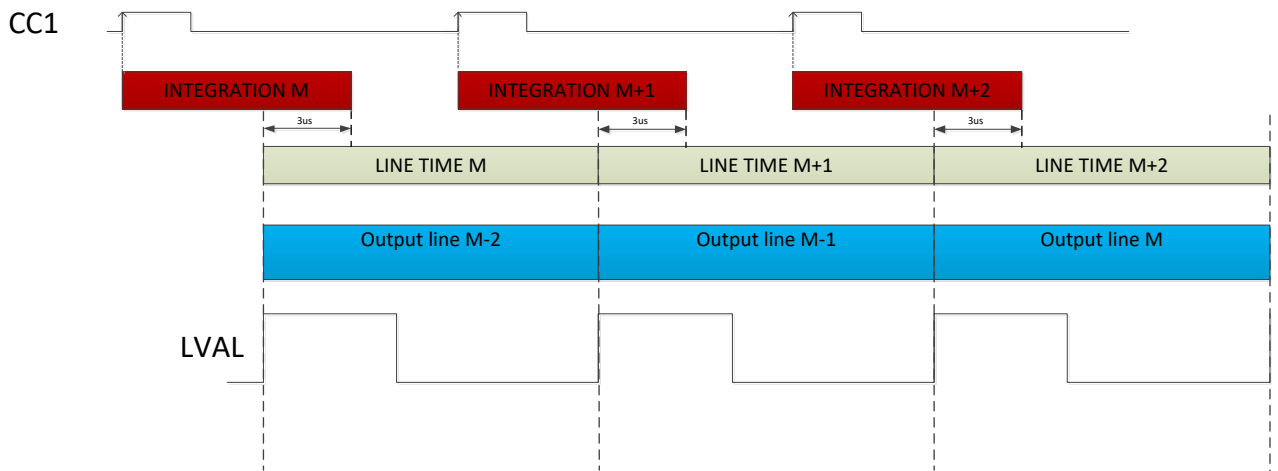 CC1
INTEGRATION M
INTEGRATION M+1
INTEGRATION M+2
3us
3us
3us
LINE TIME M
LINE TIME M+1
LINE TIME M+2
Output line M-2
Output line M-1
Output line M
LVAL